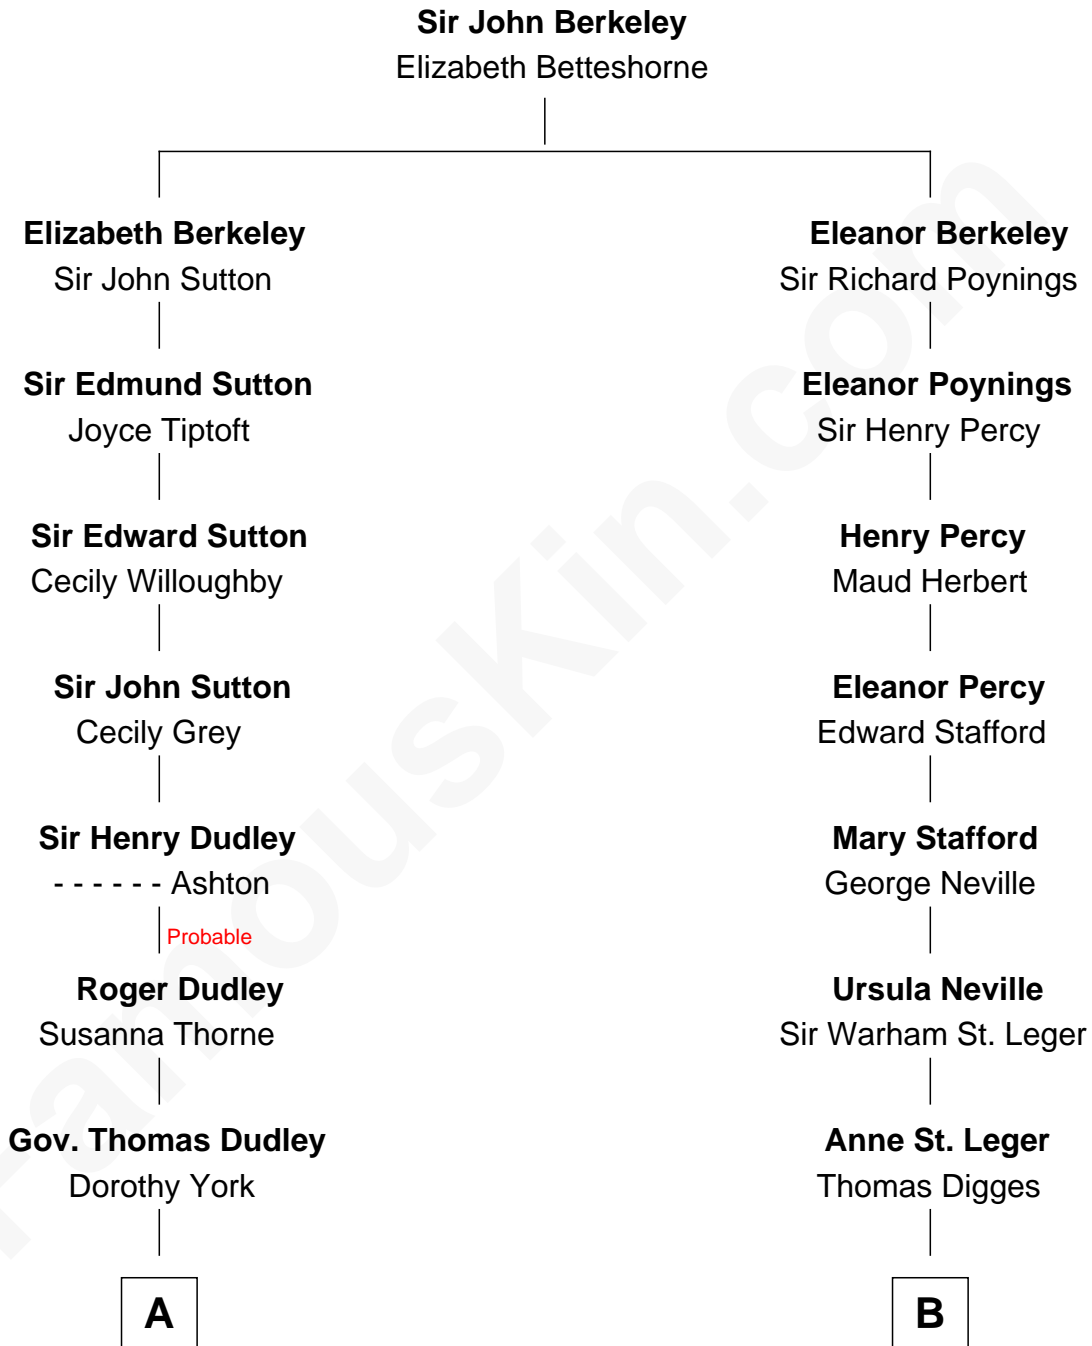 Sir John Berkeley
Elizabeth Betteshorne
Elizabeth Berkeley
Sir John Sutton
Sir Edmund Sutton
Joyce Tiptoft
Sir Edward Sutton
Cecily Willoughby
Sir John Sutton
Cecily Grey
Sir Henry Dudley
- - - - - - Ashton
Probable
Roger Dudley
Susanna Thorne
Gov. Thomas Dudley
Dorothy York
A
Eleanor Berkeley
Sir Richard Poynings
Eleanor Poynings
Sir Henry Percy
Henry Percy
Maud Herbert
Eleanor Percy
Edward Stafford
Mary Stafford
George Neville
Ursula Neville
Sir Warham St. Leger
Anne St. Leger
Thomas Digges
B
FamousKin.com